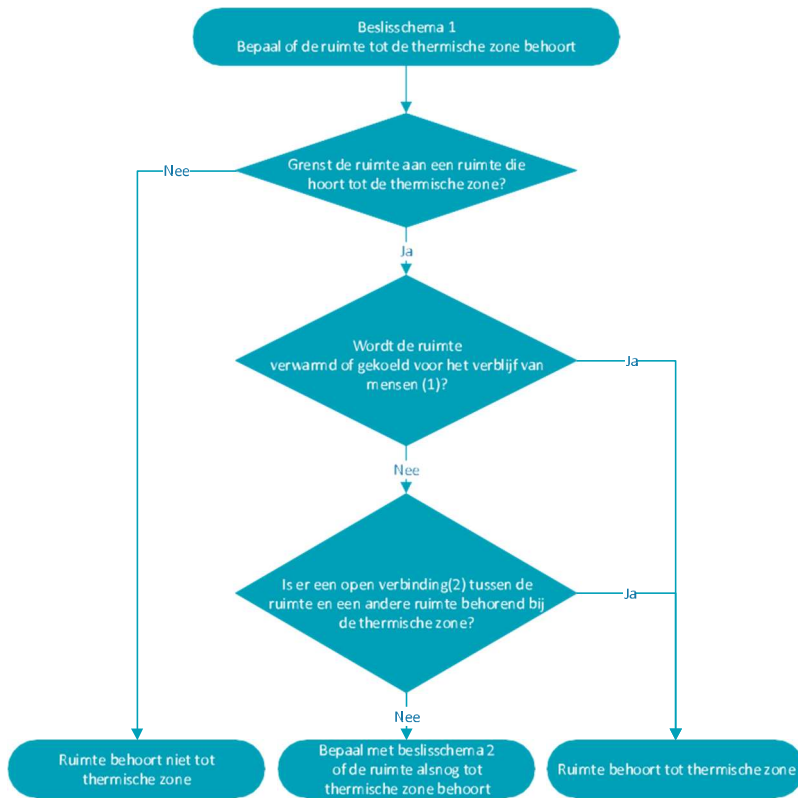 Beslisschema 1
Bepaal of de ruimte tot de thermische zone behoort
Grenst de ruimte aan een ruimte die
hoort tot de thermische zone?
Nee
Ja
Wordt de ruimte
verwarmd of gekoeld voor het verblijf van
mensen (1)?
Ja
Nee
Is er een open verbinding(2) tussen de
ruimte en een andere ruimte behorend bij
de thermische zone?
Ja
Nee
Ruimte behoort niet tot
thermische zone
Bepaal met beslisschema 2
of de ruimte alsnog tot
thermische zone behoort
Ruimte behoort tot thermische zone